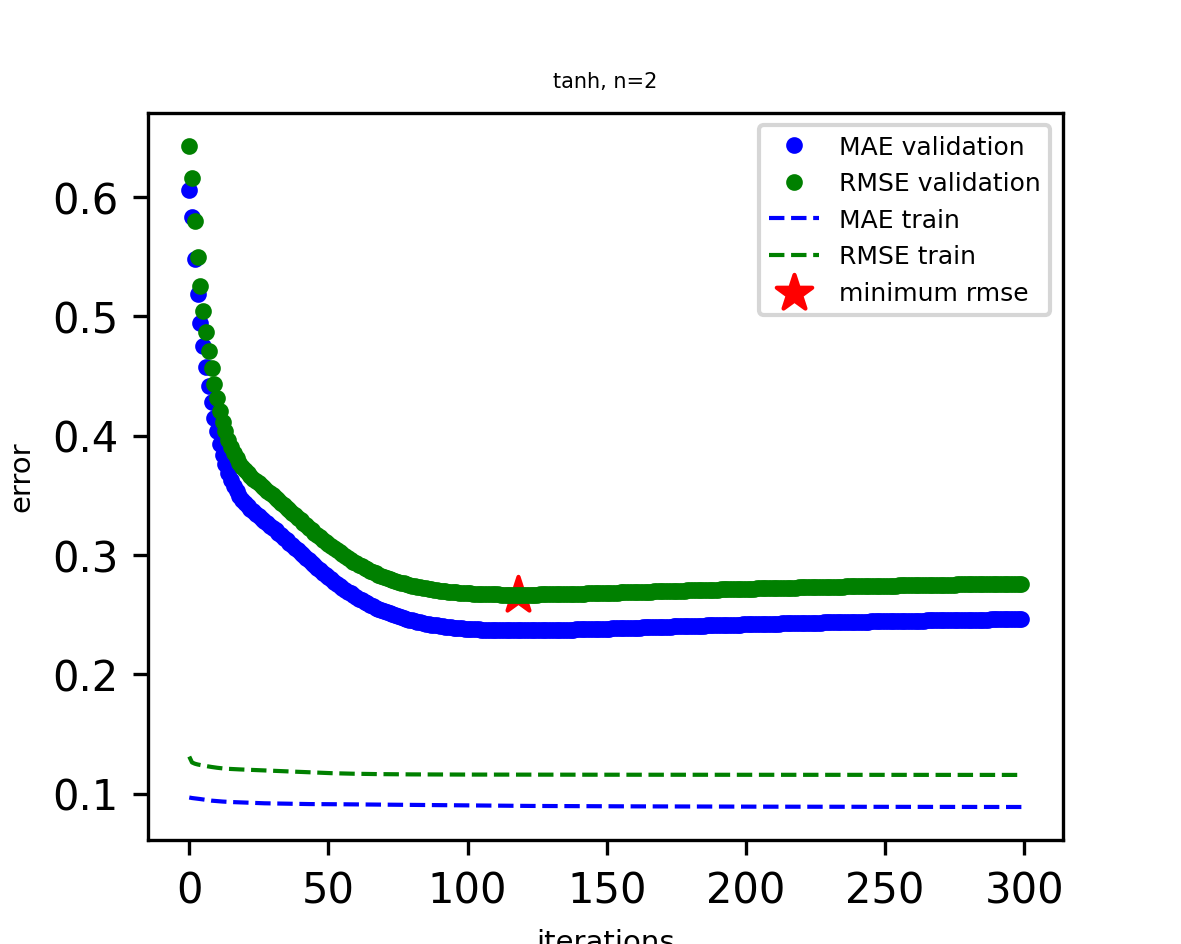 tanh, n=2
MAE validation
RMSE validation
MAE train
RMSE train
minimum rmse
error
0.6
0.5
0.4
0.3
0.2
0.1
0 50 100 150 200 250 300
iterations